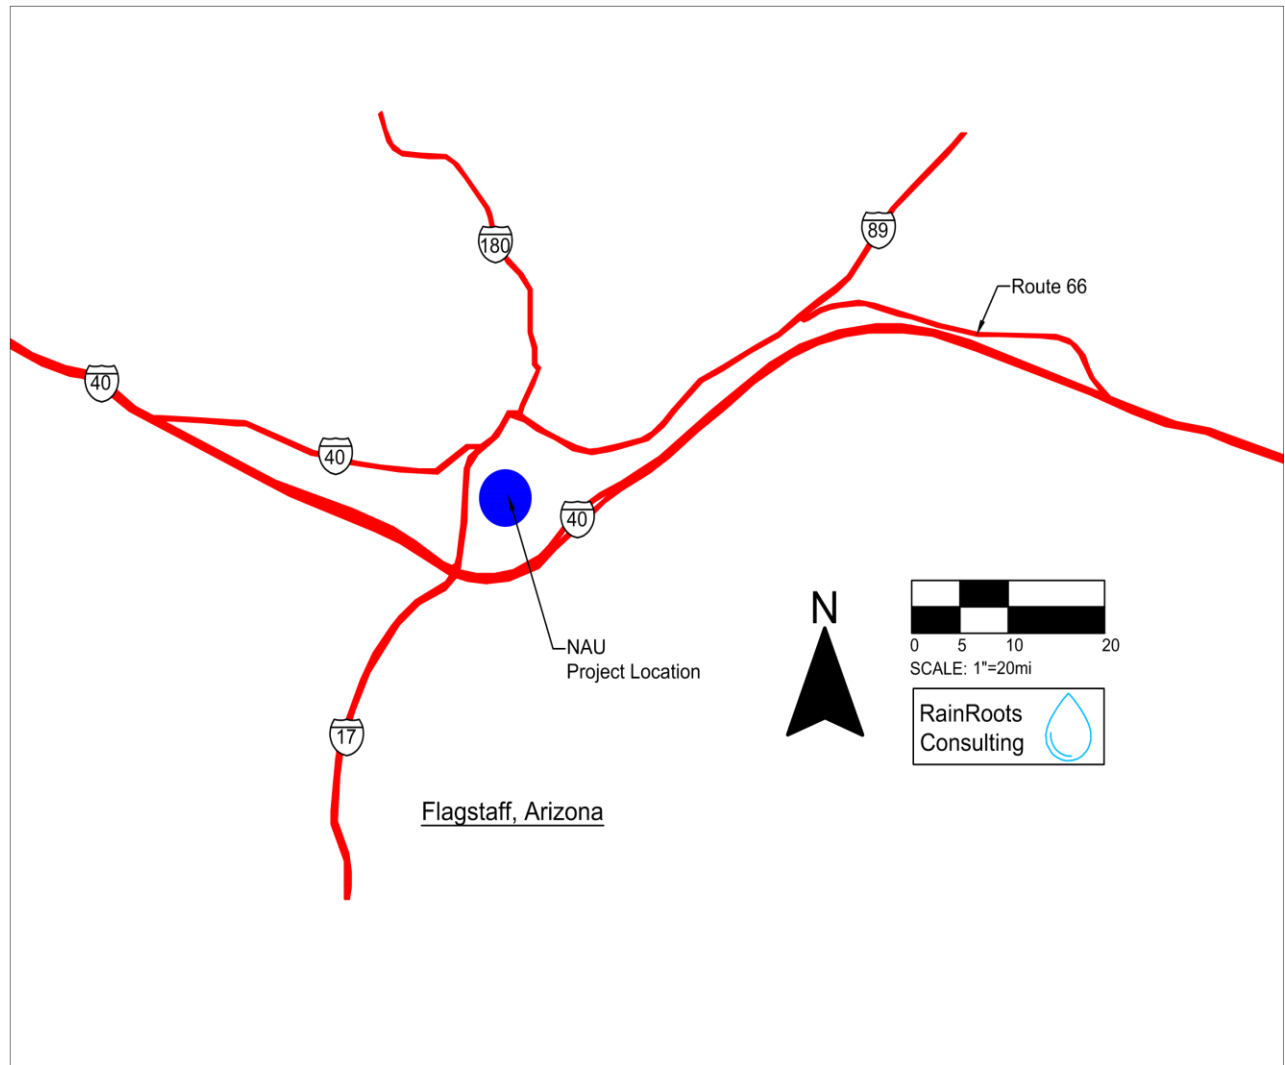 180
89
Route 66
40
40
40
NAU
Project Location
N
0 5 10 20
SCALE: 1"=20mi
RainRoots
Consulting
17
Flagstaff, Arizona